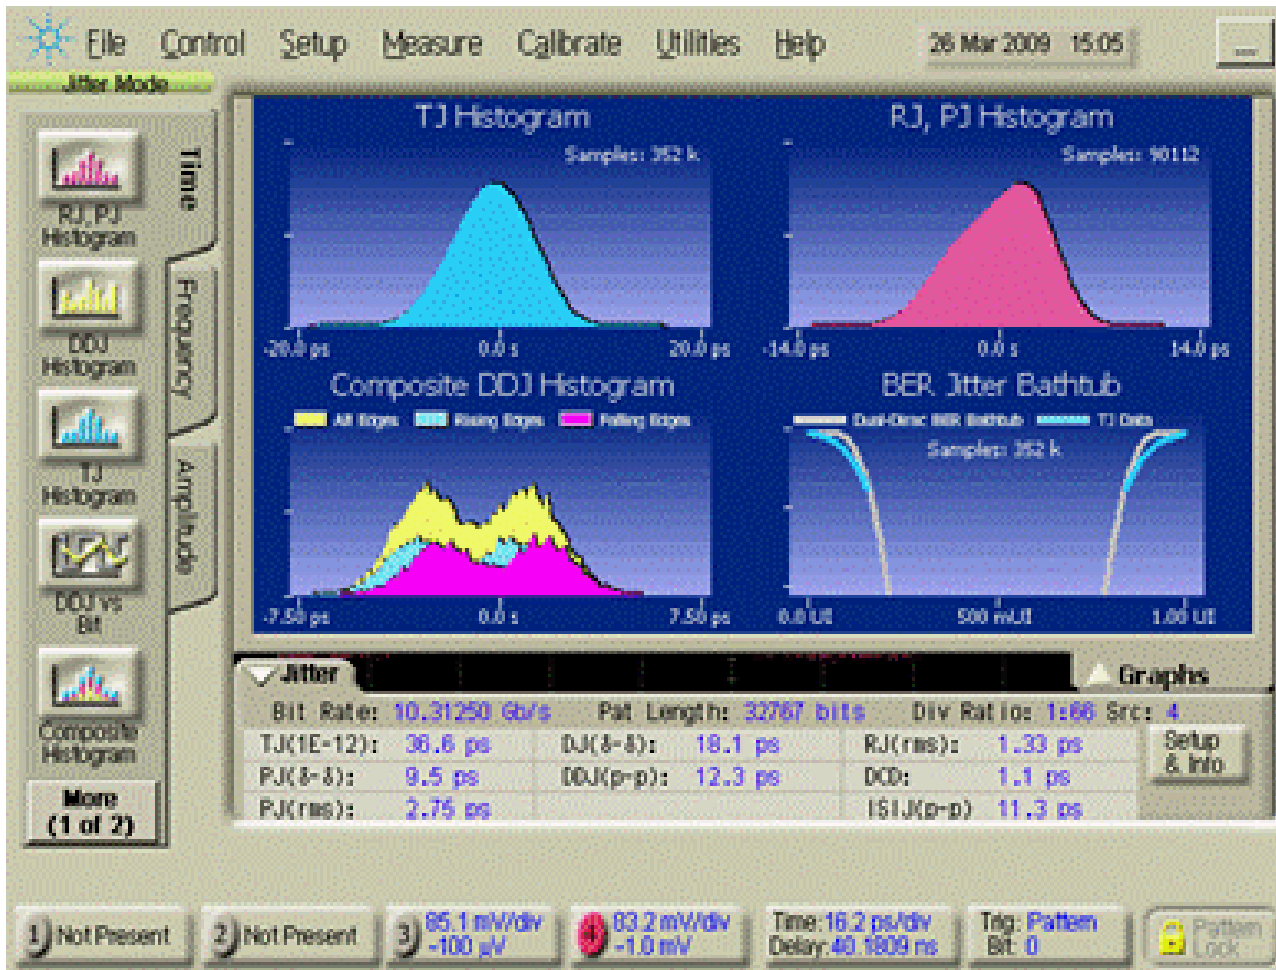 File Control Setup Measure Calibrate Utilities Help 26 Mar 2009 15:05
Jitter Mode
Time
Frequency
Amplitude
RJ, PJ
Histogram
DDJ
Histogram
TJ
Histogram
DDJ vs
Bit
Composite
Histogram
More
(1 of 2)
TJ Histogram
Samples: 352 k
-20.0 ps 0.0 s 20.0 ps
RJ, PJ Histogram
Samples: 90112
-14.0 ps 0.0 s 14.0 ps
Composite DDJ Histogram
All Edges Rising Edges Falling Edges
-7.50 ps 0.0 s 7.50 ps
BER Jitter Bathtub
Dual-Dirac BER Bathtub TJ Data
Samples: 352 k
0.0 UI 500 mUI 1.00 UI
Jitter Graphs
Bit Rate: 10.31250 Gb/s Pat Length: 32767 bits Div Ratio: 1:66 Src: 4
TJ(1E-12): 36.6 ps DJ(δ-δ): 18.1 ps RJ(rms): 1.33 ps
PJ(δ-δ): 9.5 ps DDJ(p-p): 12.3 ps DCD: 1.1 ps
PJ(rms): 2.75 ps ISIJ(p-p) 11.3 ps
Setup
& Info
1 Not Present
2 Not Present
3 85.1 mV/div
-100 µV
4 83.2 mV/div
-1.0 mV
Time:16.2 ps/div
Delay:40.1809 ns
Trig: Pattern
Bit: 0
Pattern
Lock